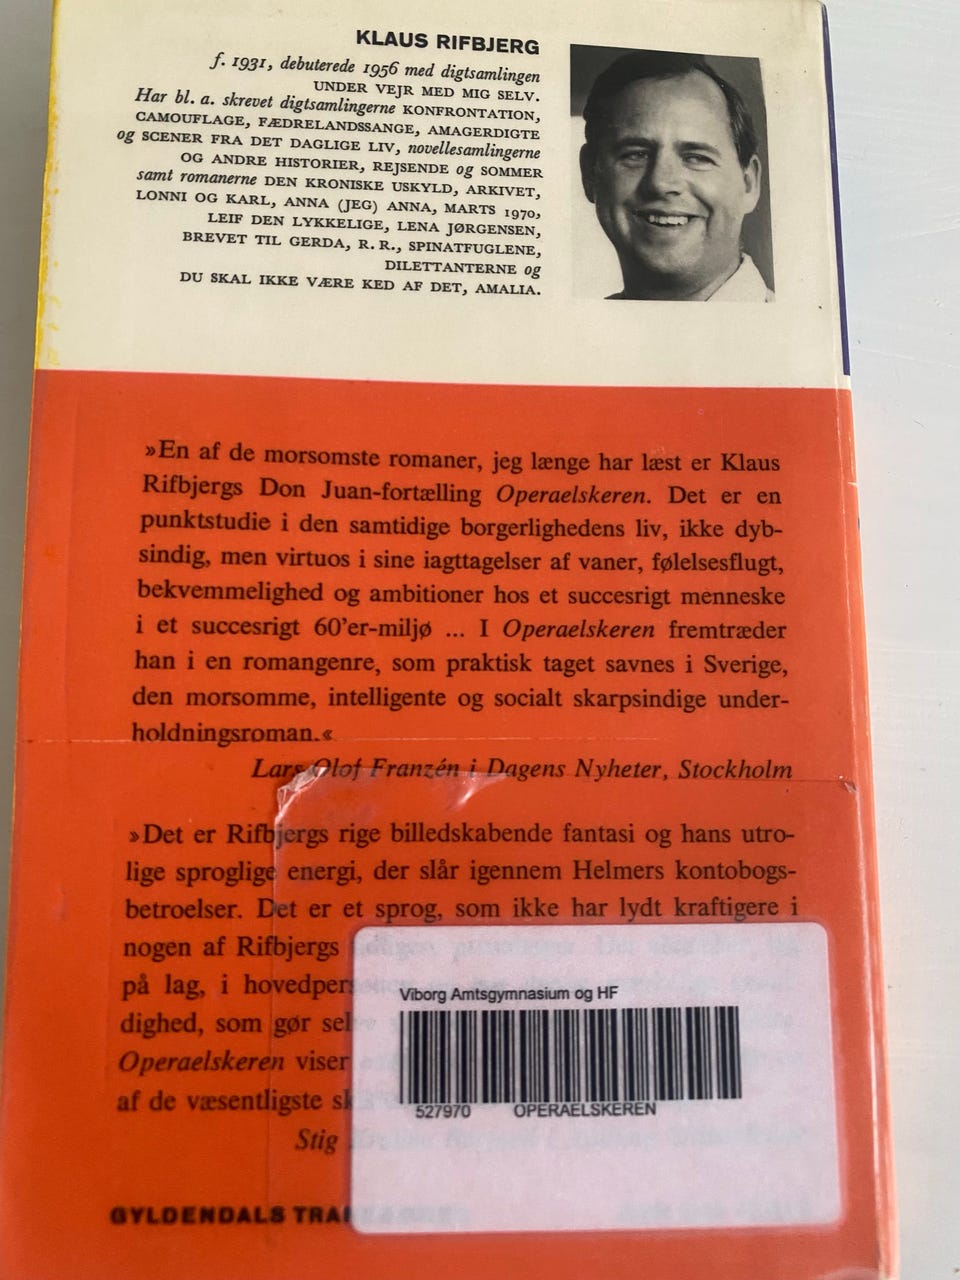 KLAUS RIFBJERG
f. 1931, debuterede 1956 med digtsamlingen
UNDER VEJR MED MIG SELV.
Har bl. a. skrevet digtsamlingerne KONFRONTATION,
CAMOUFLAGE, FÆDRELANDSSANGE, AMAGERDIGTE
og SCENER FRA DET DAGLIGE LIV, novellesamlingerne
OG ANDRE HISTORIER, REJSENDE og SOMMER
samt romanerne DEN KRONISKE USKYLD, ARKIVET,
LONNI OG KARL, ANNA (JEG) ANNA, MARTS 1970,
LEIF DEN LYKKELIGE, LENA JØRGENSEN,
BREVET TIL GERDA, R. R., SPINATFUGLENE,
DILETTANTERNE og
DU SKAL IKKE VÆRE KED AF DET, AMALIA.
»En af de morsomste romaner, jeg længe har læst er Klaus
Rifbjergs Don Juan-fortælling Operaelskeren. Det er en
punktstudie i den samtidige borgerlighedens liv, ikke dyb-
sindig, men virtuos i sine iagttagelser af vaner, følelsesflugt,
bekvemmelighed og ambitioner hos et succesrigt menneske
i et succesrigt 60'er-miljø ... I Operaelskeren fremtræder
han i en romangenre, som praktisk taget savnes i Sverige,
den morsomme, intelligente og socialt skarpsindige under-
holdningsroman.«
Lars Olof Franzén i Dagens Nyheter, Stockholm
»Det er Rifbjergs rige billedskabende fantasi og hans utro-
lige sproglige energi, der slår igennem Helmers kontobogs-
betroelser. Det er et sprog, som ikke har lydt kraftigere i
nogen af Rifbjergs
på lag, i hovedper
dighed, som gør sel
Operaelskeren viser
af de væsentligste
Stig
GYLDENDALS
Viborg Amtsgymnasium og HF
527970 OPERAELSKEREN